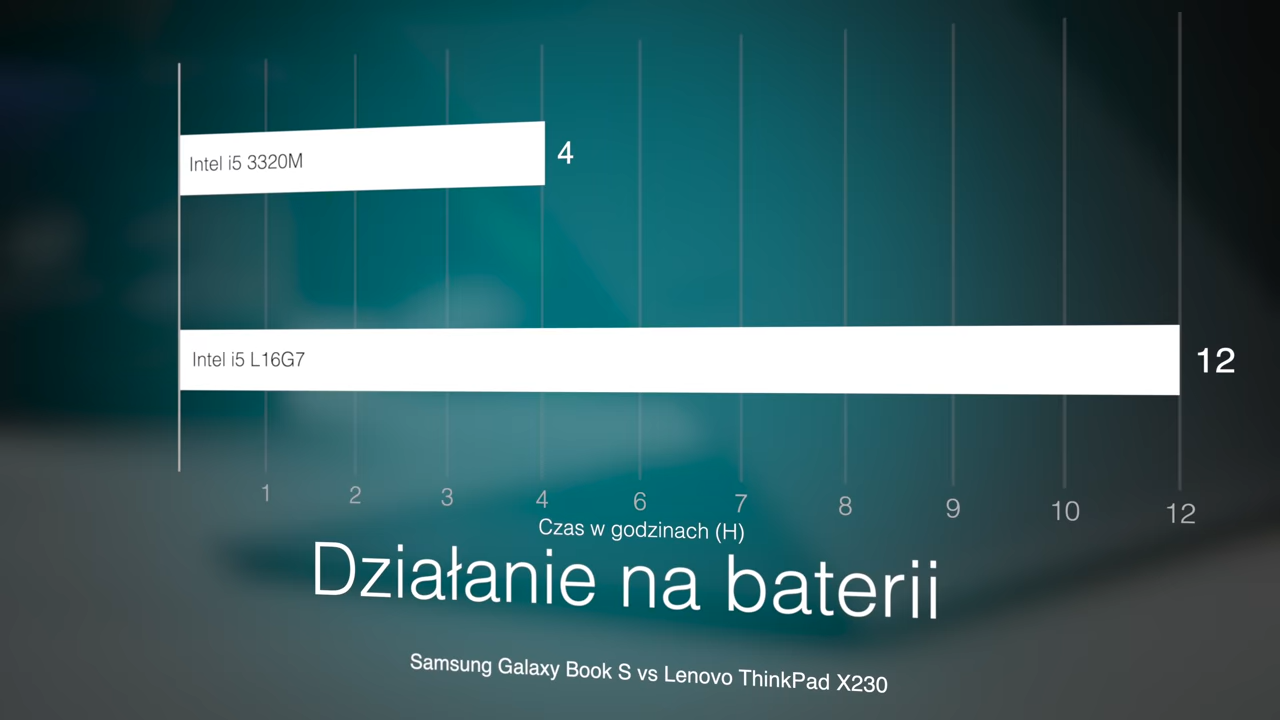 Intel i5 3320M
4
Intel i5 L16G7
12
1 2 3 4 6 7 8 9 10 12
Czas w godzinach (H)
Działanie na baterii
Samsung Galaxy Book S vs Lenovo ThinkPad X230